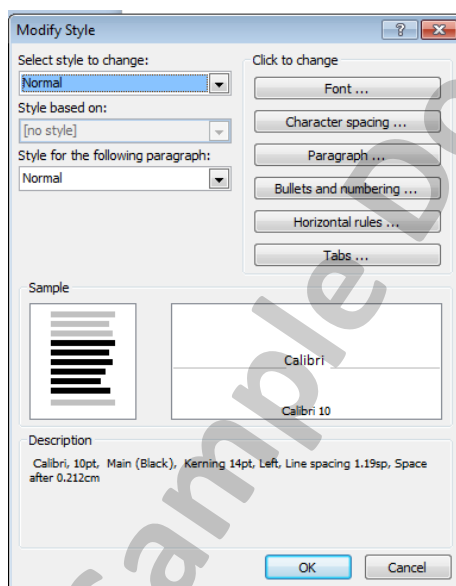 Modify Style
Select style to change:
Normal
Style based on:
[no style]
Style for the following paragraph:
Normal
Click to change
Font ...
Character spacing ...
Paragraph ...
Bullets and numbering ...
Horizontal rules ...
Tabs ...
Sample
Calibri
Calibri 10
Description
Calibri, 10pt, Main (Black), Kerning 14pt, Left, Line spacing 1.19sp, Space
after 0.212cm
OK
Cancel
Sample Do